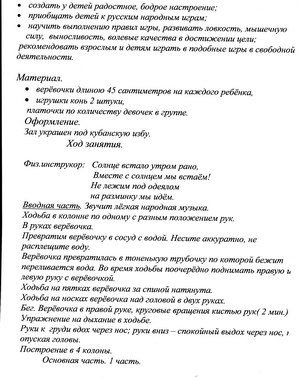 • создать у детей радостное, бодрое настроение;
• приобщать детей к русским народным играм;
• научить выполнению правил игры, развивать ловкость, мышечную
силу, выносливость, волевые качества в достижении цели;
рекомендовать взрослым и детям играть в подобные игры в свободной
деятельности.
Материал.
• верёвочки длиною 45 сантиметров на каждого ребёнка,
• игрушки конь 2 штуки,
платочки по количеству девочек в группе.
Оформление.
Зал украшен под кубанскую избу.
Ход занятия.
Физ.инструкор: Солнце встало утром рано,
Вместе с солнцем мы встаём!
Не лежим под одеялом
на разминку мы идём.
Вводная часть. Звучит лёгкая народная музыка.
Ходьба в колонне по одному с разным положением рук.
В руках верёвочка.
Превратим верёвочку в сосуд с водой. Несите аккуратно, не
расплещите воду.
Верёвочка превратилась в тоненькую трубочку по которой бежит
переливается вода. Во время ходьбы поочерёдно поднимать правую и
левую руку с верёвочкой.
Ходьба на пятках верёвочка за спиной натянута.
Ходьба на носках верёвочка над головой в двух руках.
Бег. Верёвочка в правой руке, круговые вращения кистью рук( 2 мин.)
Упражнение на дыхание в ходьбе.
Руки к груди вдох через нос; руки вниз – спокойный выдох через нос,
опуская головы.
Построение в 4 колоны.
Основная часть. 1 часть.